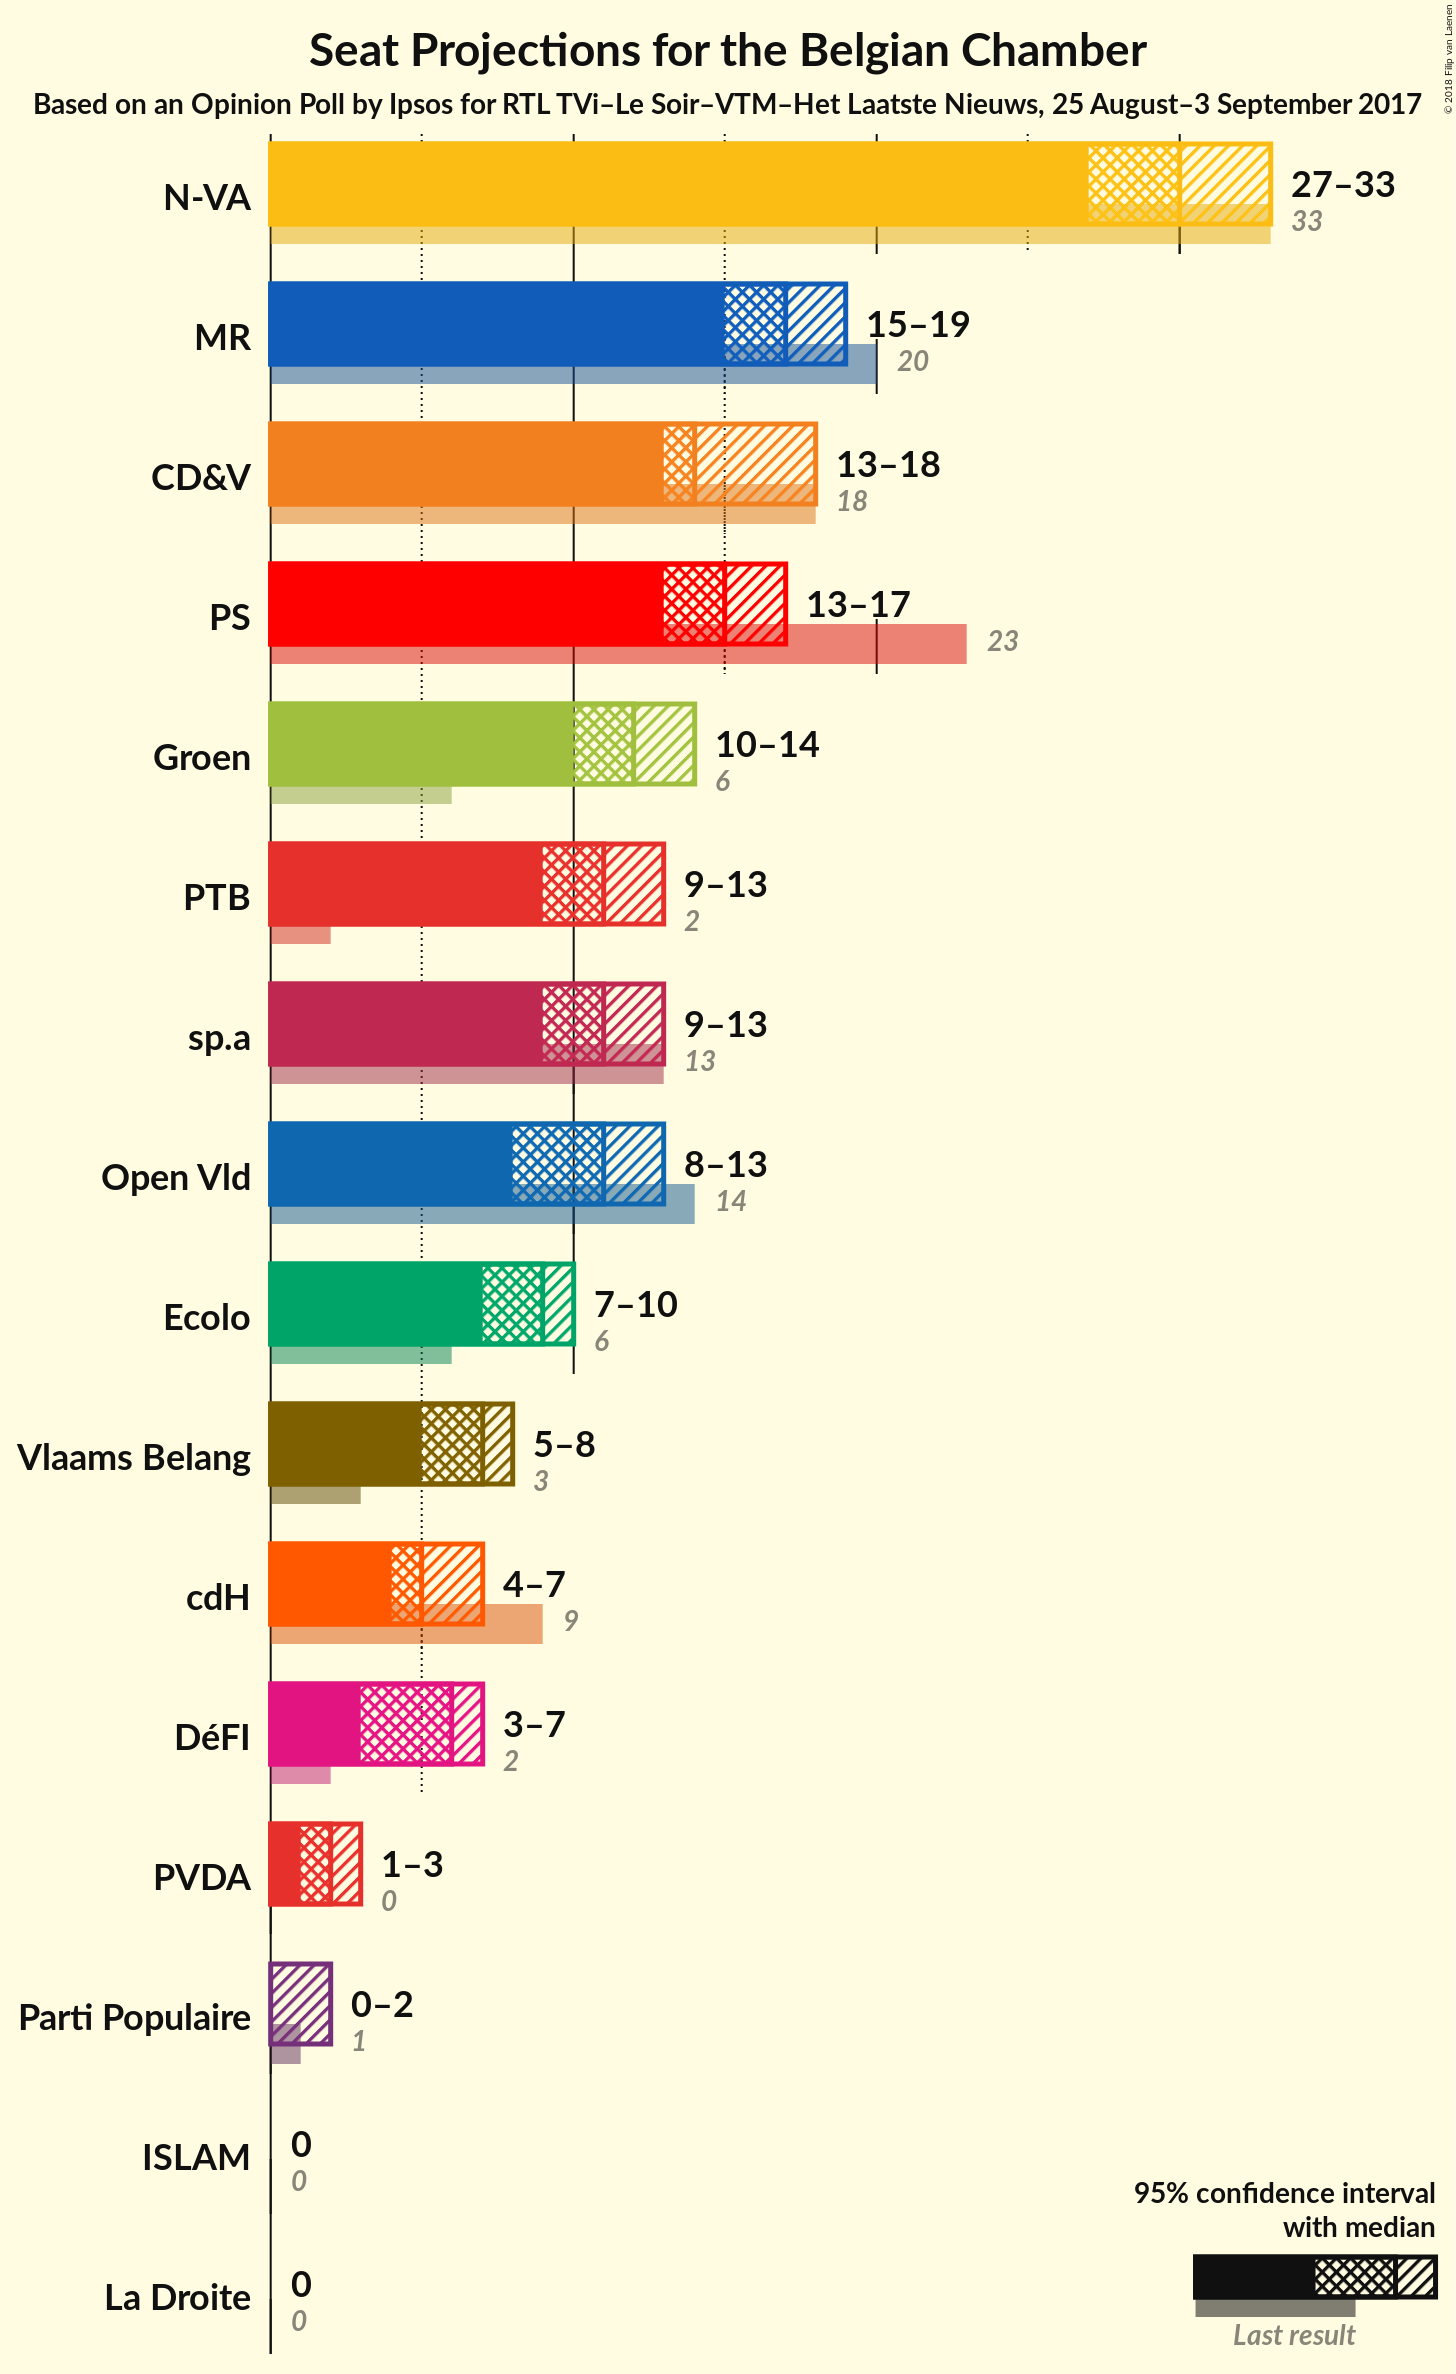 Seat Projections for the Belgian Chamber
Based on an Opinion Poll by Ipsos for RTL TVi–Le Soir–VTM–Het Laatste Nieuws, 25 August–3 September 2017
© 2018 Filip van Laenen
N-VA
27–33
33
MR
15–19
20
CD&V
13–18
18
PS
13–17
23
Groen
10–14
6
PTB
9–13
2
sp.a
9–13
13
Open Vld
8–13
14
Ecolo
7–10
6
Vlaams Belang
5–8
3
cdH
4–7
9
DéFI
3–7
2
PVDA
1–3
0
Parti Populaire
0–2
1
ISLAM
0
0
La Droite
0
0
95% confidence interval
with median
Last result